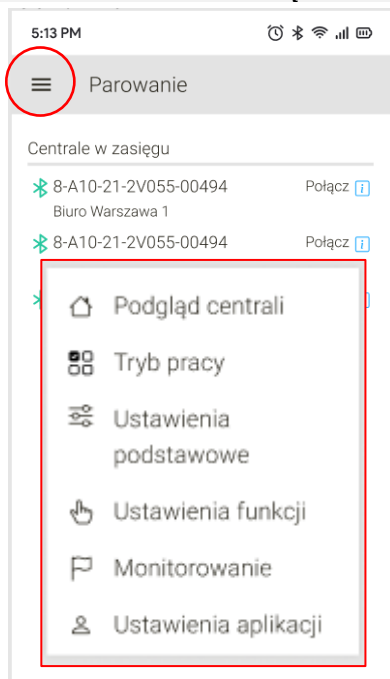 5:13 PM
Parowanie
Centrale w zasięgu
8-A10-21-2V055-00494 Połącz i
Biuro Warszawa 1
8-A10-21-2V055-00494 Połącz i
Podgląd centrali
Tryb pracy
Ustawienia
podstawowe
Ustawienia funkcji
Monitorowanie
Ustawienia aplikacji